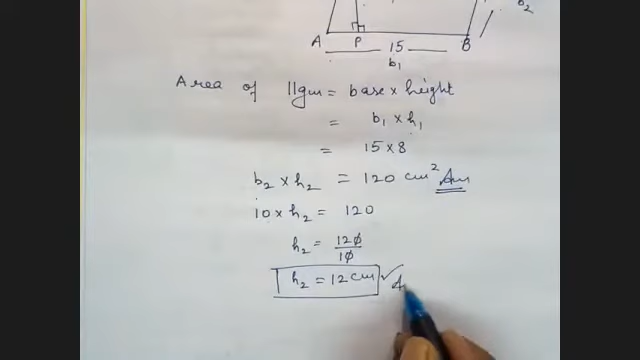 b2
A P B
15
b1
Area of ||gm = base x height
= b1 x h1
= 15 x 8
b2 x h2 = 120 cm² Ans
10 x h2 = 120
h2 = 120/10
h2 = 12 cm ✓ A